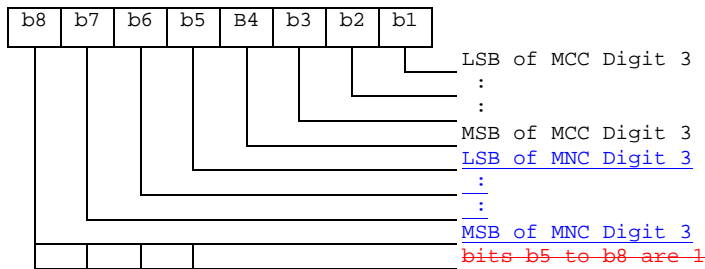 b8 b7 b6 b5 B4 b3 b2 b1
LSB of MCC Digit 3
:
:
MSB of MCC Digit 3
LSB of MNC Digit 3
:
:
MSB of MNC Digit 3
bits b5 to b8 are 1